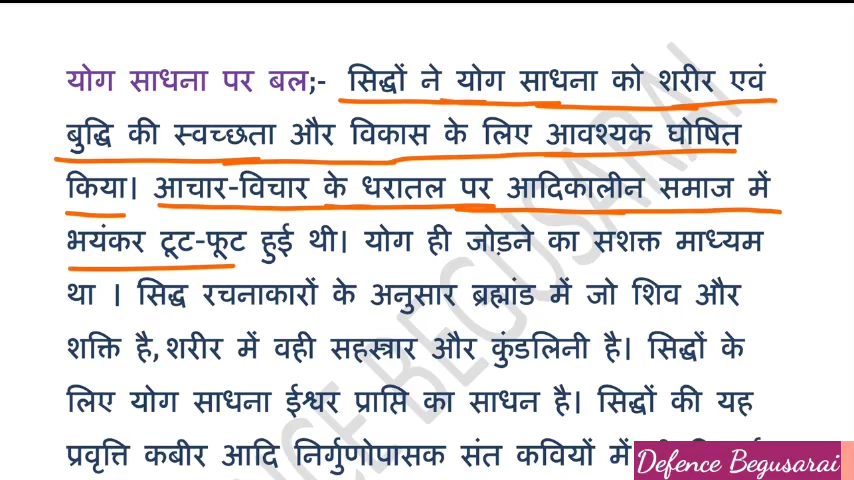 योग साधना पर बल;- सिद्धों ने योग साधना को शरीर एवं
बुद्धि की स्वच्छता और विकास के लिए आवश्यक घोषित
किया। आचार-विचार के धरातल पर आदिकालीन समाज में
भयंकर टूट-फूट हुई थी। योग ही जोड़ने का सशक्त माध्यम
था । सिद्ध रचनाकारों के अनुसार ब्रह्मांड में जो शिव और
शक्ति है, शरीर में वही सहस्त्रार और कुंडलिनी है। सिद्धों के
लिए योग साधना ईश्वर प्राप्ति का साधन है। सिद्धों की यह
प्रवृत्ति कबीर आदि निर्गुणोपासक संत कवियों में
Defence Begusarai